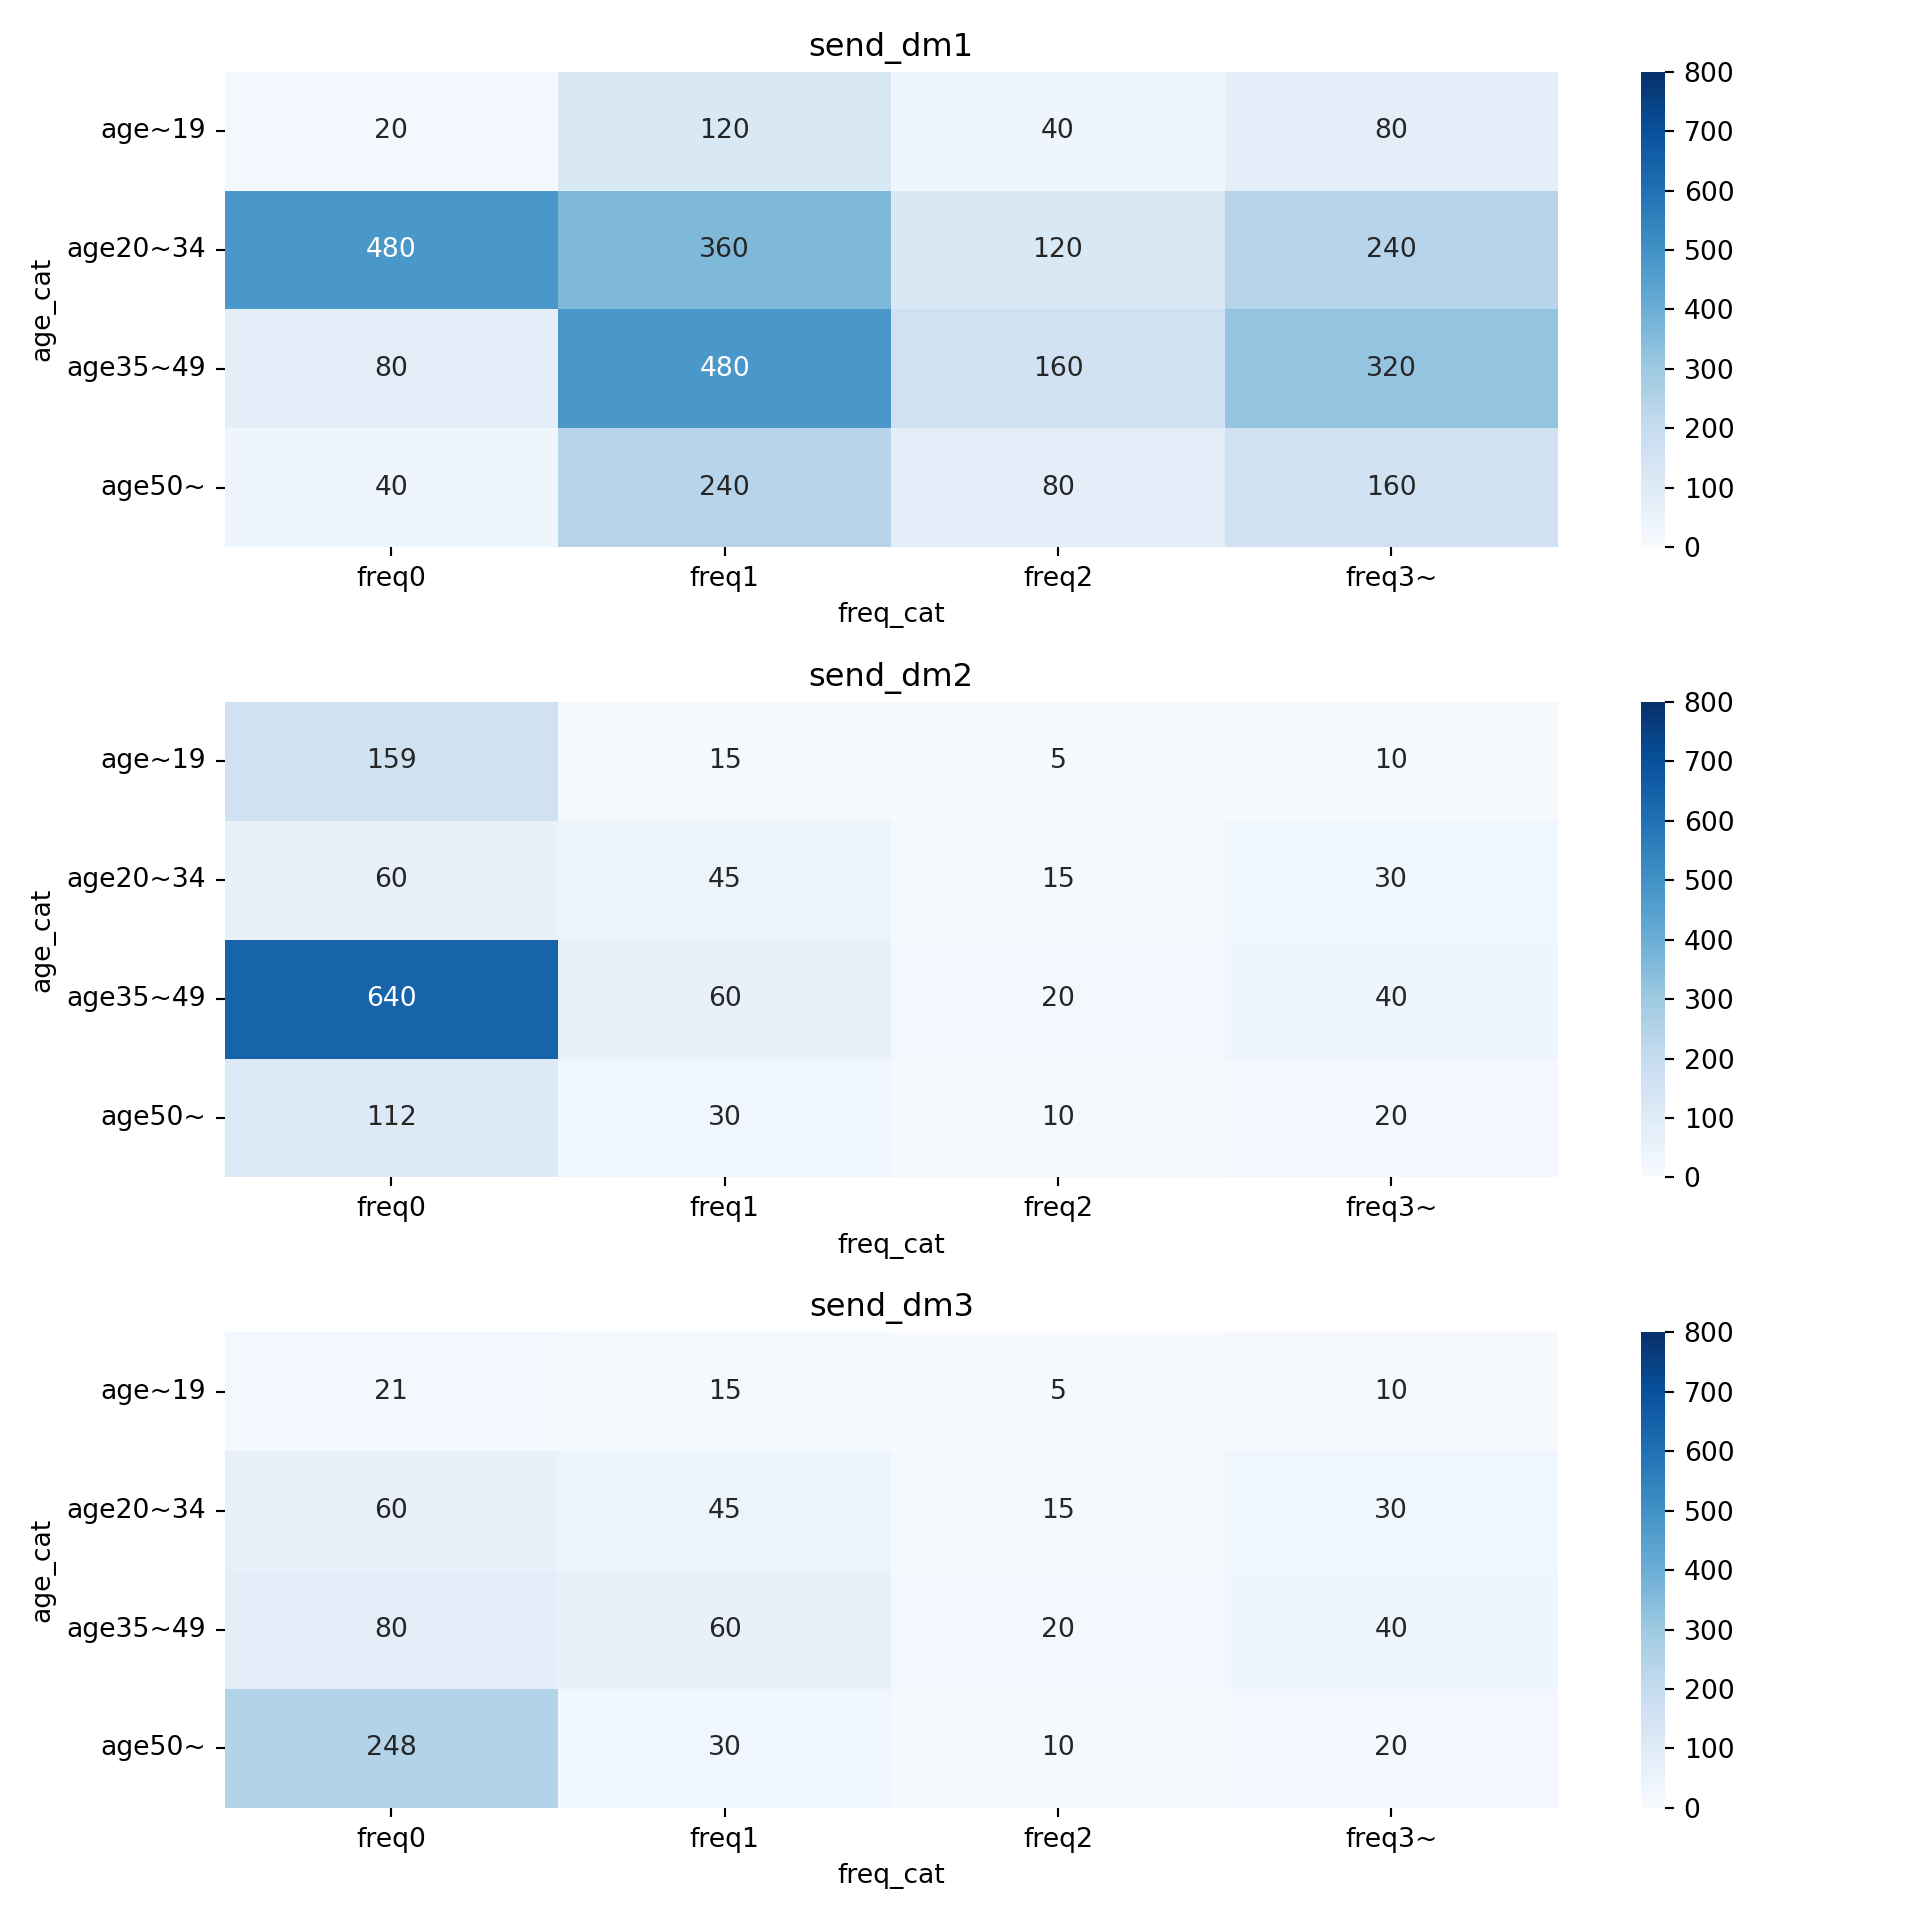 send_dm1
800
age~19 20 120 40 80
700
600
age20~34 480 360 120 240
500
age_cat
400
age35~49 80 480 160 320
300
200
age50~ 40 240 80 160
100
0
freq0 freq1 freq2 freq3~
freq_cat
send_dm2
800
age~19 159 15 5 10
700
600
age20~34 60 45 15 30
500
age_cat
400
age35~49 640 60 20 40
300
200
age50~ 112 30 10 20
100
0
freq0 freq1 freq2 freq3~
freq_cat
send_dm3
800
age~19 21 15 5 10
700
600
age20~34 60 45 15 30
500
age_cat
400
age35~49 80 60 20 40
300
200
age50~ 248 30 10 20
100
0
freq0 freq1 freq2 freq3~
freq_cat